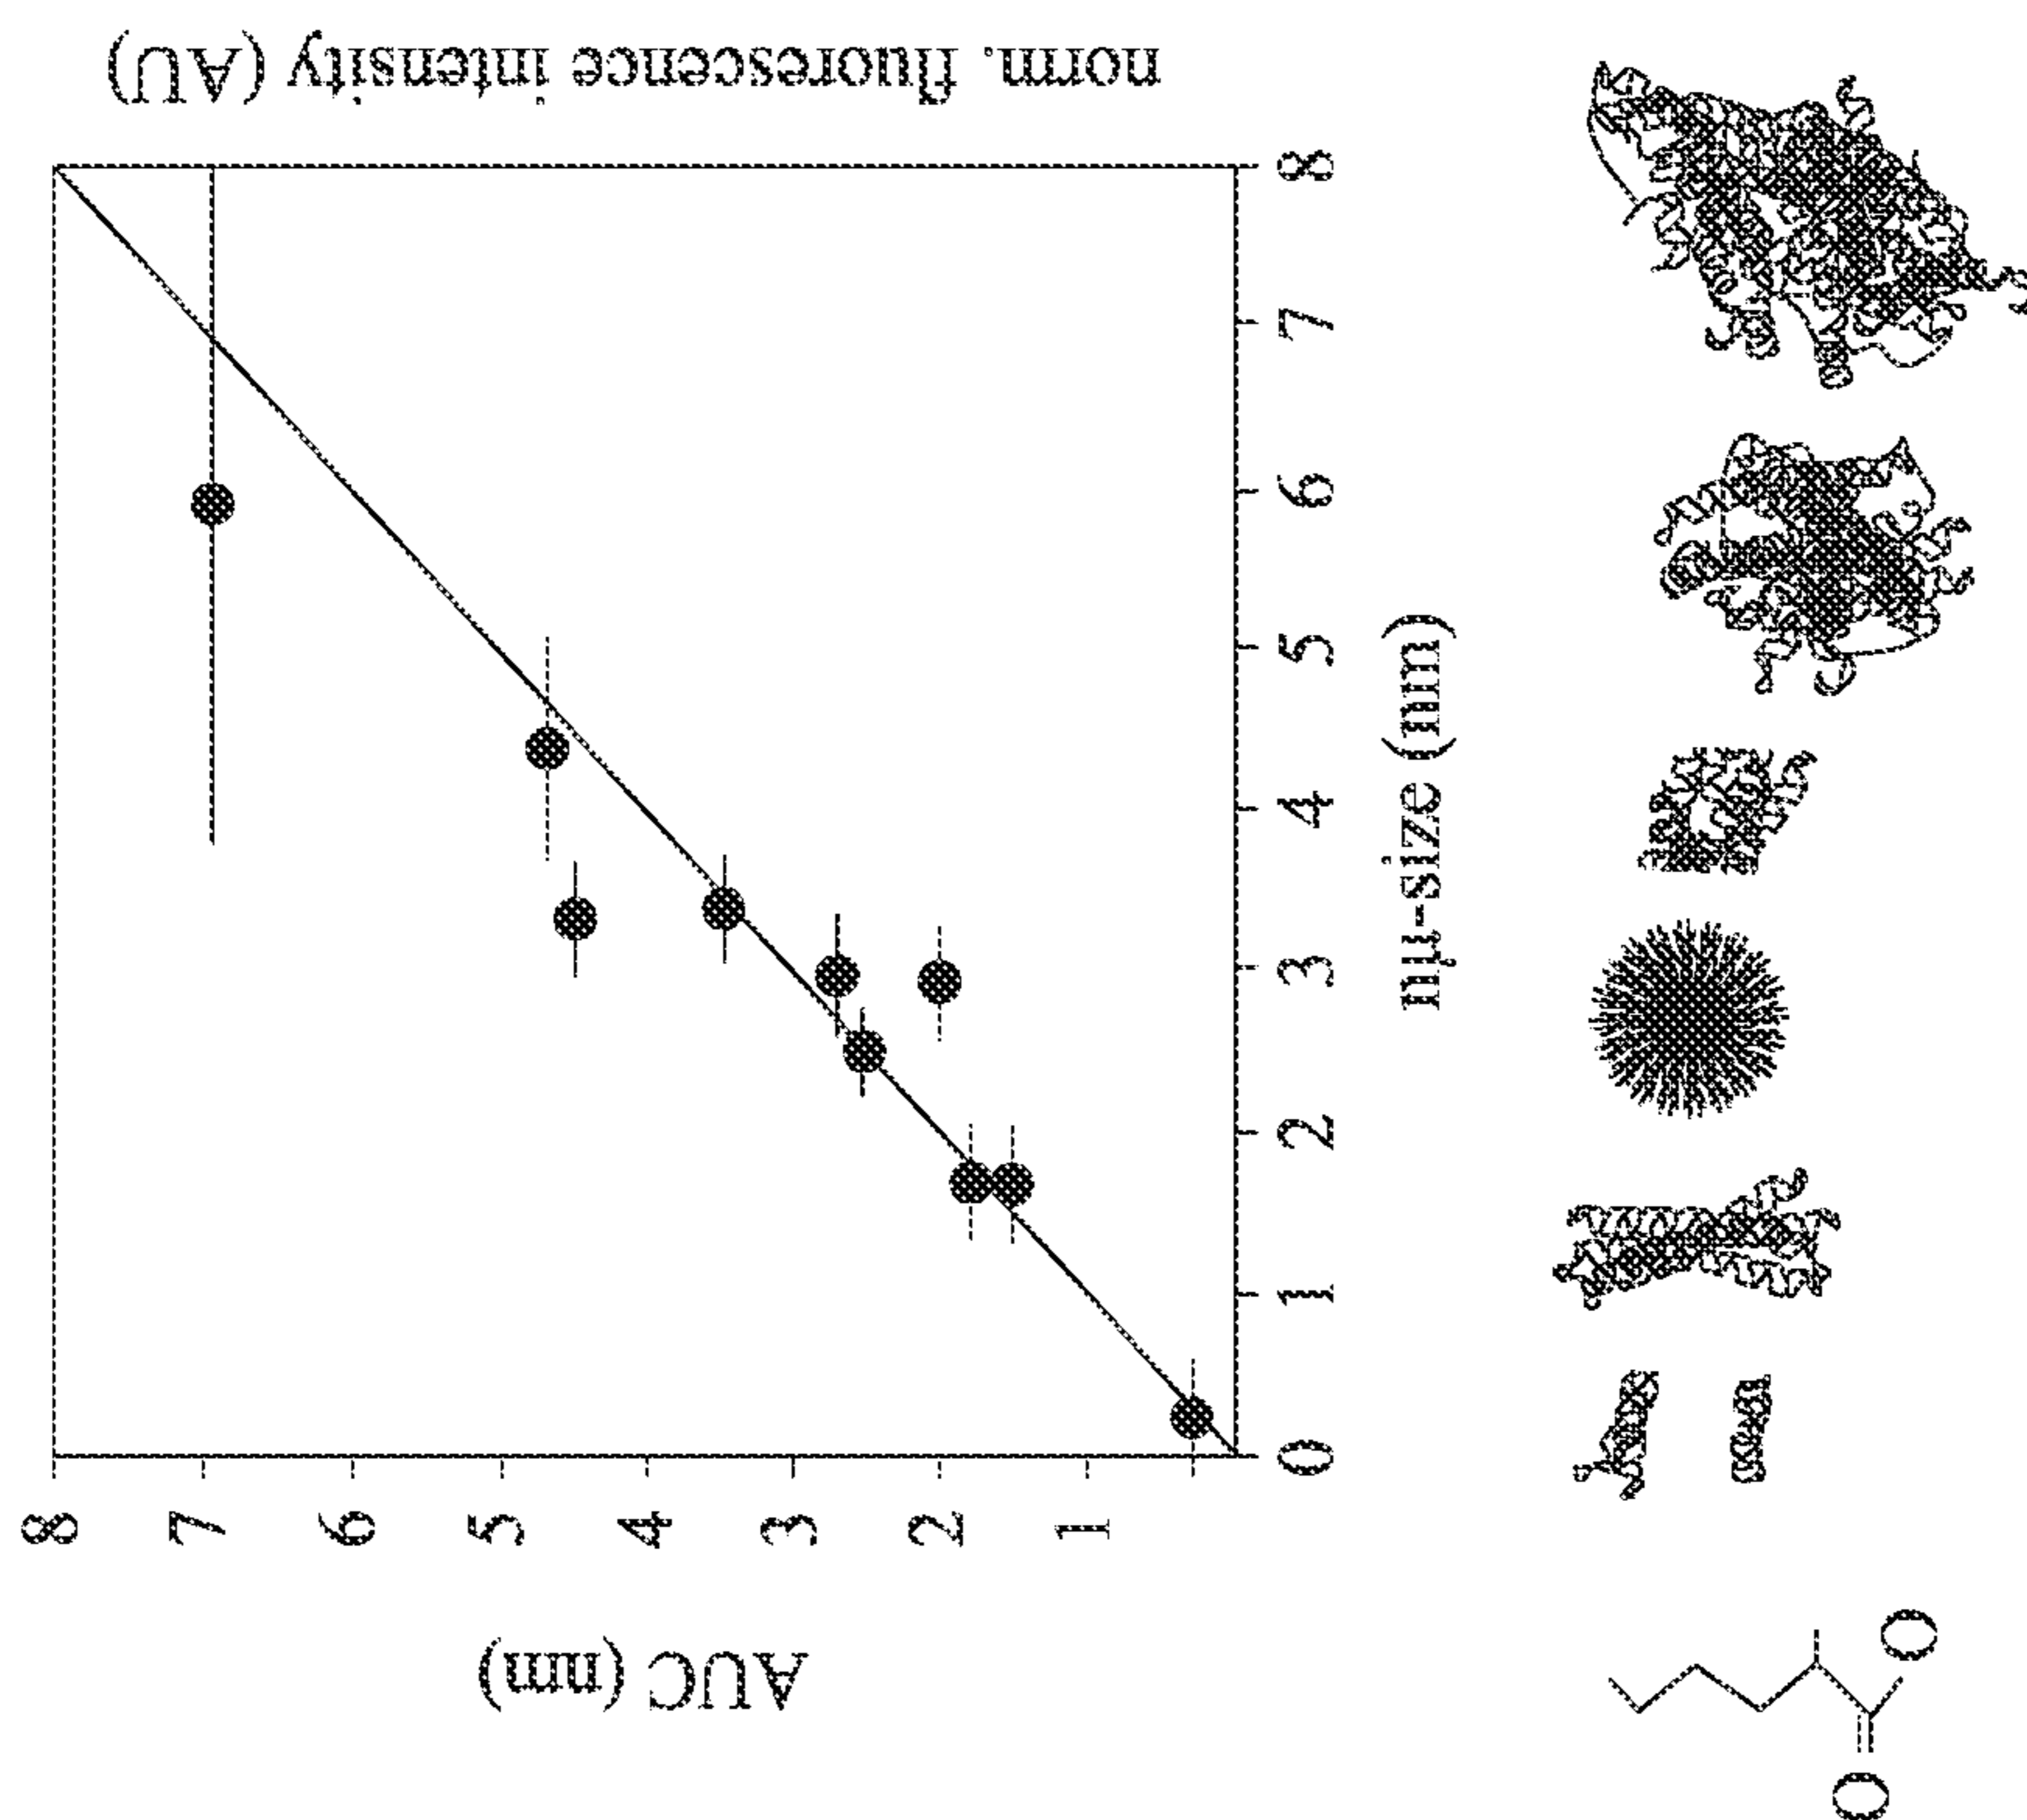 AUC (nm)
8
7
6
5
4
3
2
1
0 1 2 3 4 5 6 7 8
nμ-size (nm)
norm. fluorescence intensity (AU)
O
O